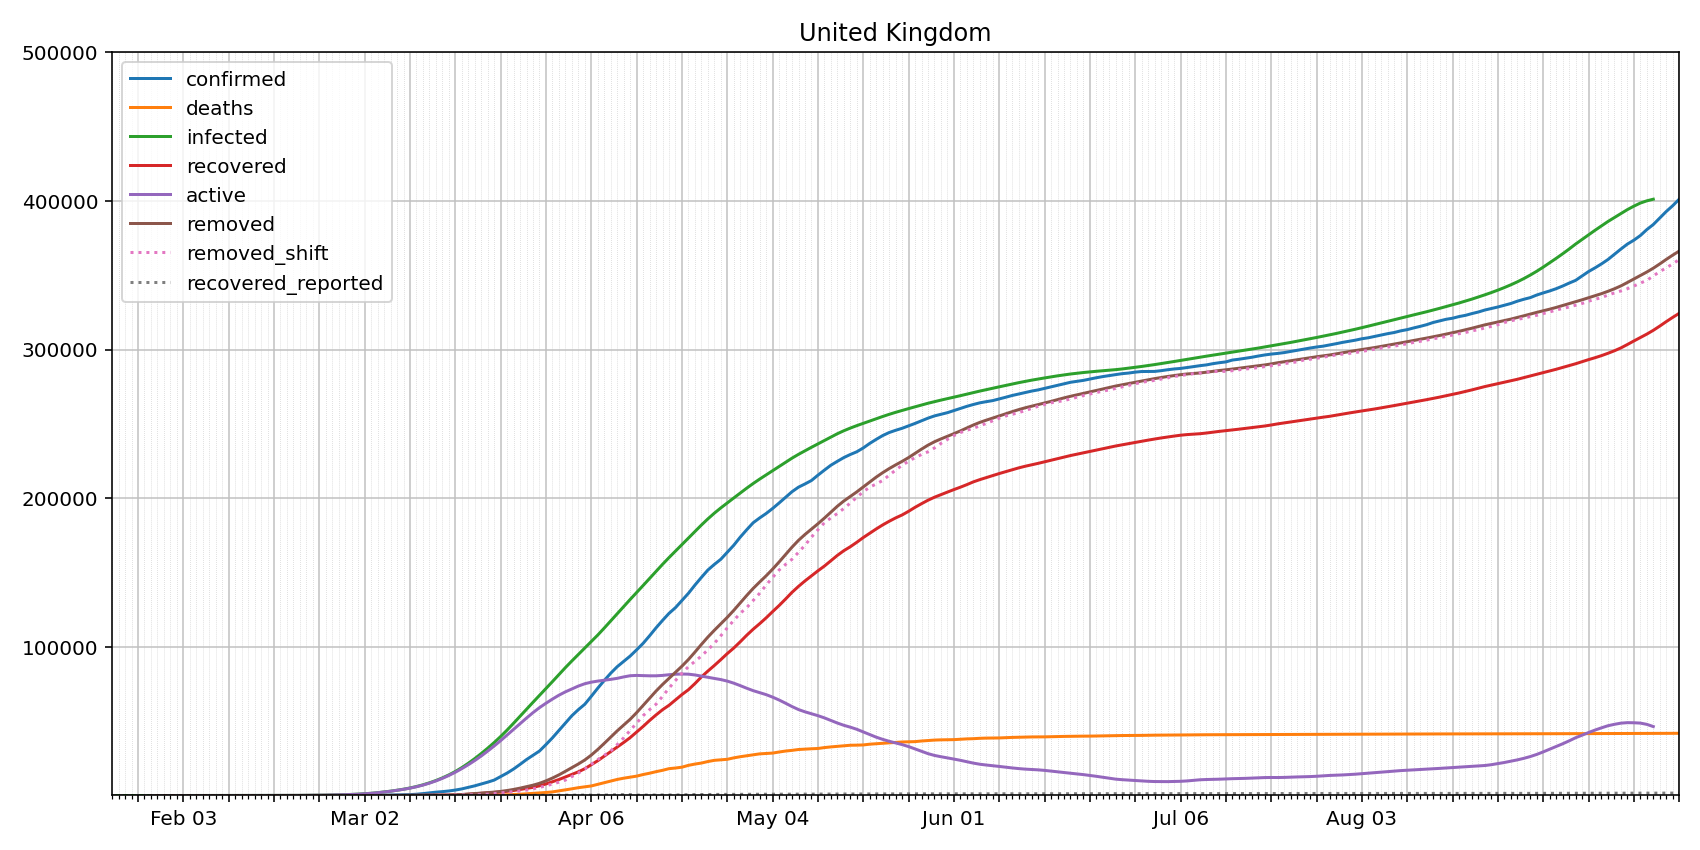 United Kingdom
500000
400000
300000
200000
100000
confirmed
deaths
infected
recovered
active
removed
removed_shift
recovered_reported
Feb 03
Mar 02
Apr 06
May 04
Jun 01
Jul 06
Aug 03